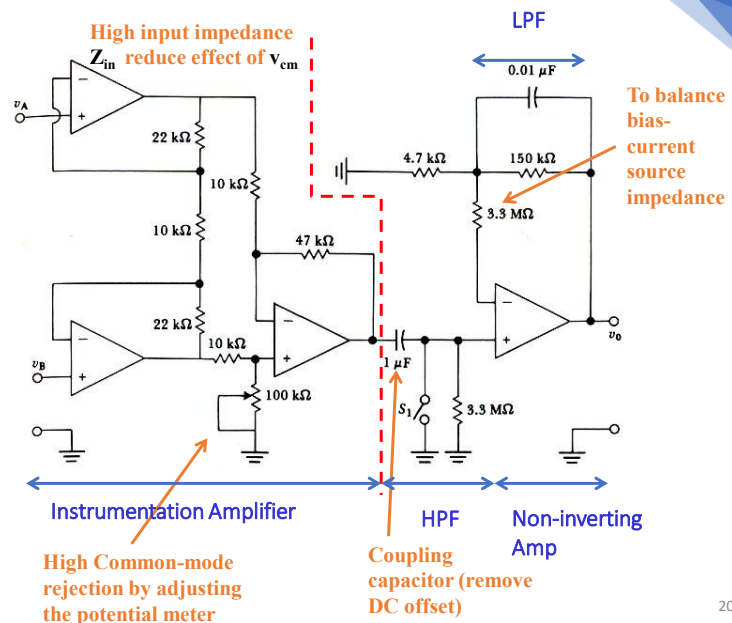 LPF
High input impedance
Zin reduce effect of vcm
0.01 µF
To balance
bias-
current
source
impedance
vA
−
+
22 kΩ
4.7 kΩ
150 kΩ
10 kΩ
3.3 MΩ
10 kΩ
47 kΩ
22 kΩ
10 kΩ
−
+
−
+
−
+
vo
vB
1 µF
100 kΩ
S1
3.3 MΩ
Instrumentation Amplifier
HPF
Non-inverting
Amp
High Common-mode
rejection by adjusting
the potential meter
Coupling
capacitor (remove
DC offset)
20